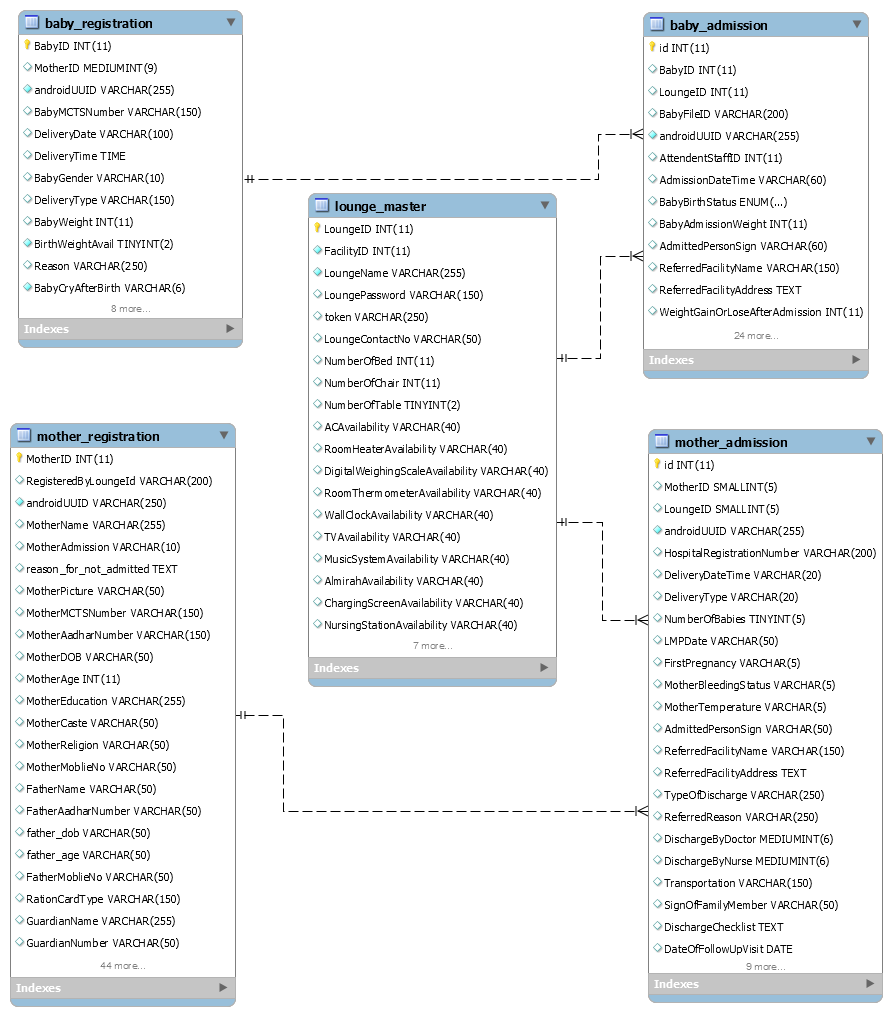 baby_registration
BabyID INT(11)
MotherID MEDIUMINT(9)
androidUUID VARCHAR(255)
BabyMCTSNumber VARCHAR(150)
DeliveryDate VARCHAR(100)
DeliveryTime TIME
BabyGender VARCHAR(10)
DeliveryType VARCHAR(150)
BabyWeight INT(11)
BirthWeightAvail TINYINT(2)
Reason VARCHAR(250)
BabyCryAfterBirth VARCHAR(6)
8 more...
Indexes
baby_admission
id INT(11)
BabyID INT(11)
LoungeID INT(11)
BabyFileID VARCHAR(200)
androidUUID VARCHAR(255)
AttendentStaffID INT(11)
AdmissionDateTime VARCHAR(60)
BabyBirthStatus ENUM(...)
BabyAdmissionWeight INT(11)
AdmittedPersonSign VARCHAR(60)
ReferredFacilityName VARCHAR(150)
ReferredFacilityAddress TEXT
WeightGainOrLoseAfterAdmission INT(11)
24 more...
Indexes
lounge_master
LoungeID INT(11)
FacilityID INT(11)
LoungeName VARCHAR(255)
LoungePassword VARCHAR(150)
token VARCHAR(250)
LoungeContactNo VARCHAR(50)
NumberOfBed INT(11)
NumberOfChair INT(11)
NumberOfTable TINYINT(2)
ACAvailability VARCHAR(40)
RoomHeaterAvailability VARCHAR(40)
DigitalWeighingScaleAvailability VARCHAR(40)
RoomThermometerAvailability VARCHAR(40)
WallClockAvailability VARCHAR(40)
TVAvailability VARCHAR(40)
MusicSystemAvailability VARCHAR(40)
AlmirahAvailability VARCHAR(40)
ChargingScreenAvailability VARCHAR(40)
NursingStationAvailability VARCHAR(40)
7 more...
Indexes
mother_registration
MotherID INT(11)
RegisteredByLoungeId VARCHAR(200)
androidUUID VARCHAR(250)
MotherName VARCHAR(255)
MotherAdmission VARCHAR(10)
reason_for_not_admitted TEXT
MotherPicture VARCHAR(50)
MotherMCTSNumber VARCHAR(150)
MotherAadharNumber VARCHAR(150)
MotherDOB VARCHAR(50)
MotherAge INT(11)
MotherEducation VARCHAR(255)
MotherCaste VARCHAR(50)
MotherReligion VARCHAR(50)
MotherMoblieNo VARCHAR(50)
FatherName VARCHAR(50)
FatherAadharNumber VARCHAR(50)
father_dob VARCHAR(50)
father_age VARCHAR(50)
FatherMoblieNo VARCHAR(50)
RationCardType VARCHAR(150)
GuardianName VARCHAR(255)
GuardianNumber VARCHAR(50)
44 more...
Indexes
mother_admission
id INT(11)
MotherID SMALLINT(5)
LoungeID SMALLINT(5)
androidUUID VARCHAR(255)
HospitalRegistrationNumber VARCHAR(200)
DeliveryDateTime VARCHAR(20)
DeliveryType VARCHAR(20)
NumberOfBabies TINYINT(5)
LMPDate VARCHAR(50)
FirstPregnancy VARCHAR(5)
MotherBleedingStatus VARCHAR(5)
MotherTemperature VARCHAR(5)
AdmittedPersonSign VARCHAR(50)
ReferredFacilityName VARCHAR(150)
ReferredFacilityAddress TEXT
TypeOfDischarge VARCHAR(250)
ReferredReason VARCHAR(250)
DischargeByDoctor MEDIUMINT(6)
DischargeByNurse MEDIUMINT(6)
Transportation VARCHAR(150)
SignOfFamilyMember VARCHAR(50)
DischargeChecklist TEXT
DateOfFollowUpVisit DATE
9 more...
Indexes